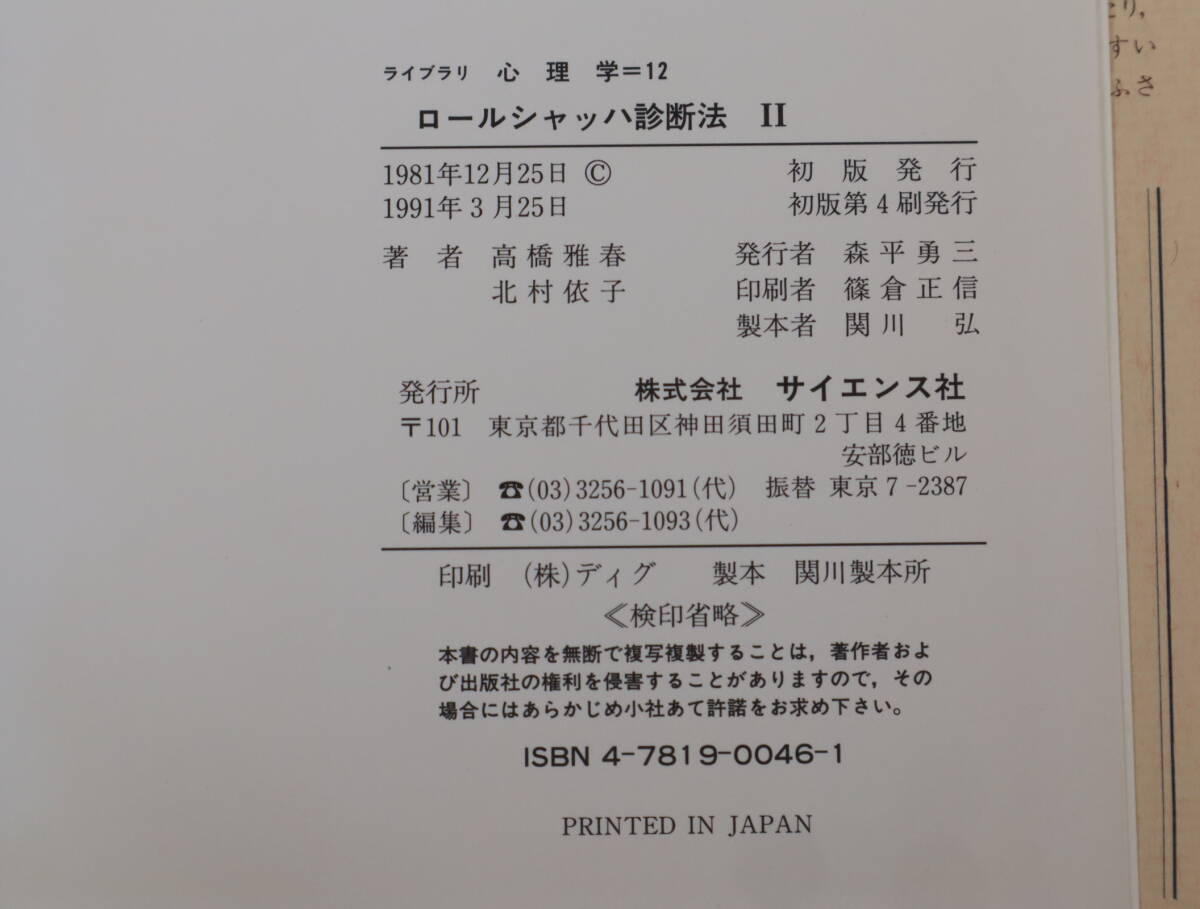 ライブラリ 心理学=12
ロールシャッハ診断法 II
1981年12月25日 © 初版発行
1991年3月25日 初版第4刷発行
著者 高橋雅春 発行者 森平勇三
北村依子 印刷者 篠倉正信
製本者 関川 弘
発行所 株式会社 サイエンス社
〒101 東京都千代田区神田須田町2丁目4番地
安部徳ビル
〔営業〕 ☎(03)3256-1091(代) 振替 東京7-2387
〔編集〕 ☎(03)3256-1093(代)
印刷 (株)ディグ 製本 関川製本所
≪検印省略≫
本書の内容を無断で複写複製することは,著作者およ
び出版社の権利を侵害することがありますので,その
場合にはあらかじめ小社あて許諾をお求め下さい。
ISBN 4-7819-0046-1
PRINTED IN JAPAN
り,
すい
ふさ